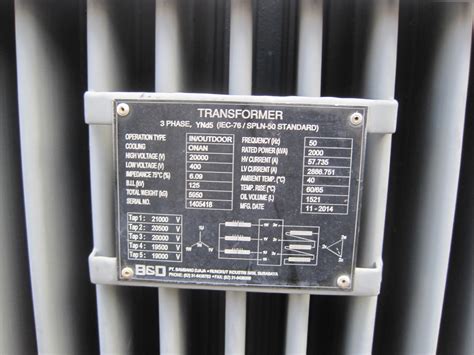 TRANSFORMER
3 PHASE, YNd5 (IEC-76 / SPLN-50 STANDARD)
OPERATION TYPE IN/OUTDOOR
COOLING ONAN
HIGH VOLTAGE (V) 20000
LOW VOLTAGE (V) 400
IMPEDANCE 75°C (%) 6.09
B.I.L (kV) 125
TOTAL WEIGHT (kG) 5950
SERIAL NO. 1405418
FREQUENCY (Hz) 50
RATED POWER (kVA) 2000
HV CURRENT (A) 57.735
LV CURRENT (A) 2886.751
AMBIENT TEMP. (°C) 40
TEMP. RISE (°C) 60/65
OIL VOLUME (L) 1521
MFG. DATE 11 - 2014
Tap 1 : 21000 V
Tap 2 : 20500 V
Tap 3 : 20000 V
Tap 4 : 19500 V
Tap 5 : 19000 V
B&D